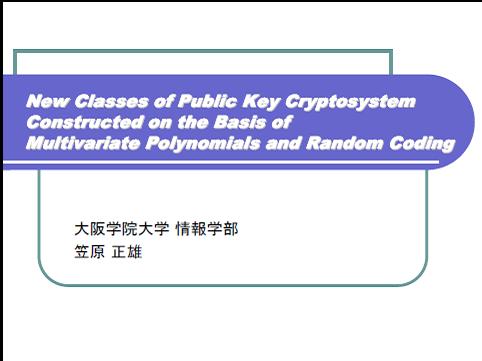 New Classes of Public Key Cryptosystem
Constructed on the Basis of
Multivariate Polynomials and Random Coding
大阪学院大学 情報学部
笠原 正雄